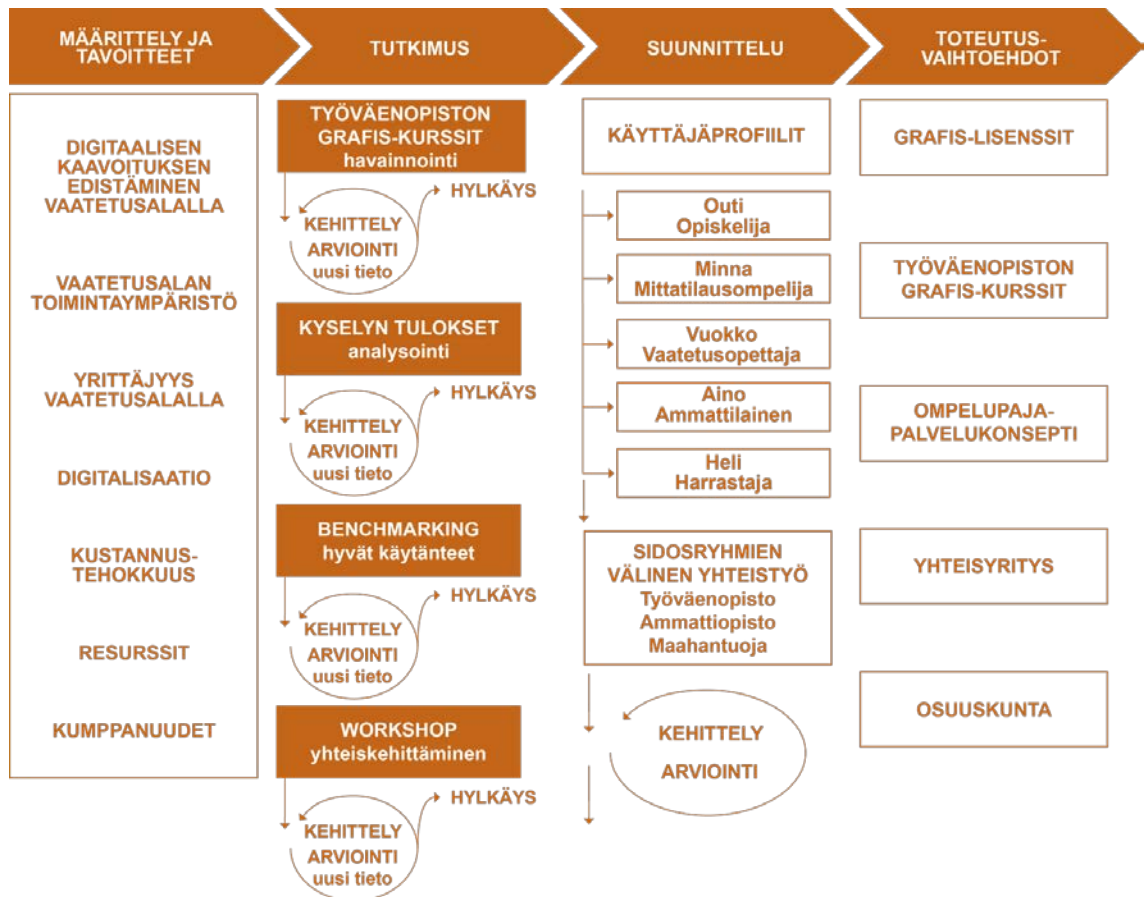 MÄÄRITTELY JA
TAVOITTEET
TUTKIMUS
SUUNNITTELU
TOTEUTUS-
VAIHTOEHDOT
DIGITAALISEN
KAAVOITUKSEN
EDISTÄMINEN
VAATETUSALALLA
VAATETUSALAN
TOIMINTAYMPÄRISTÖ
YRITTÄJYYS
VAATETUSALALLA
DIGITALISAATIO
KUSTANNUS-
TEHOKKUUS
RESURSSIT
KUMPPANUUDET
TYÖVÄENOPISTON
GRAFIS-KURSSIT
havainnointi
HYLKÄYS
KEHITTELY
ARVIOINTI
uusi tieto
KYSELYN TULOKSET
analysointi
HYLKÄYS
KEHITTELY
ARVIOINTI
uusi tieto
BENCHMARKING
hyvät käytänteet
HYLKÄYS
KEHITTELY
ARVIOINTI
uusi tieto
WORKSHOP
yhteiskehittäminen
HYLKÄYS
KEHITTELY
ARVIOINTI
uusi tieto
KÄYTTÄJÄPROFIILIT
Outi
Opiskelija
Minna
Mittatilausompelija
Vuokko
Vaatetusopettaja
Aino
Ammattilainen
Heli
Harrastaja
SIDOSRYHMIEN
VÄLINEN YHTEISTYÖ
Työväenopisto
Ammattiopisto
Maahantuoja
KEHITTELY
ARVIOINTI
GRAFIS-LISENSSIT
TYÖVÄENOPISTON
GRAFIS-KURSSIT
OMPELUPAJA-
PALVELUKONSEPTI
YHTEISYRITYS
OSUUSKUNTA